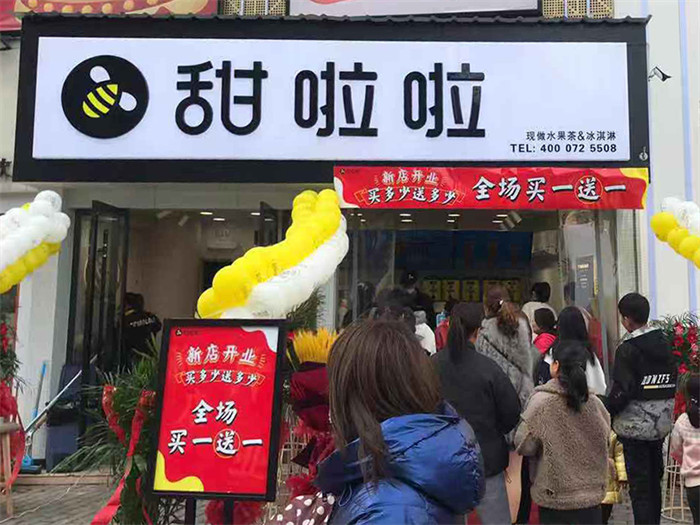 甜啦啦
现做水果茶&冰淇淋
TEL: 400 072 5508
新店开业
买多少送多少
全场买一送一
新店开业
买多少送多少
全场
买一送一